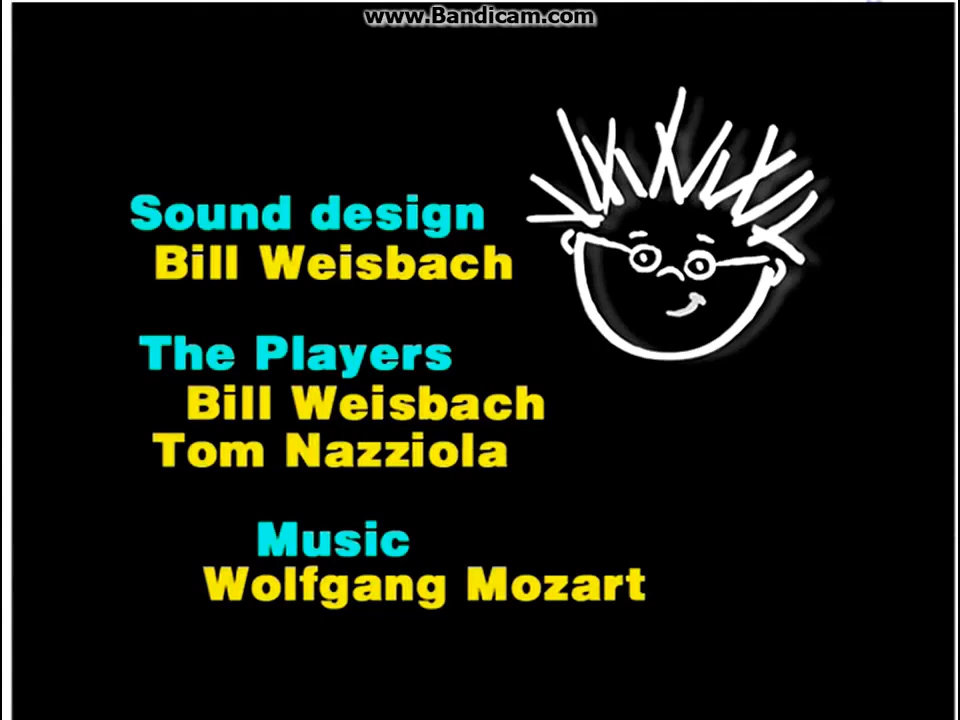 www.Bandicam.com
Sound design
Bill Weisbach
The Players
Bill Weisbach
Tom Nazziola
Music
Wolfgang Mozart